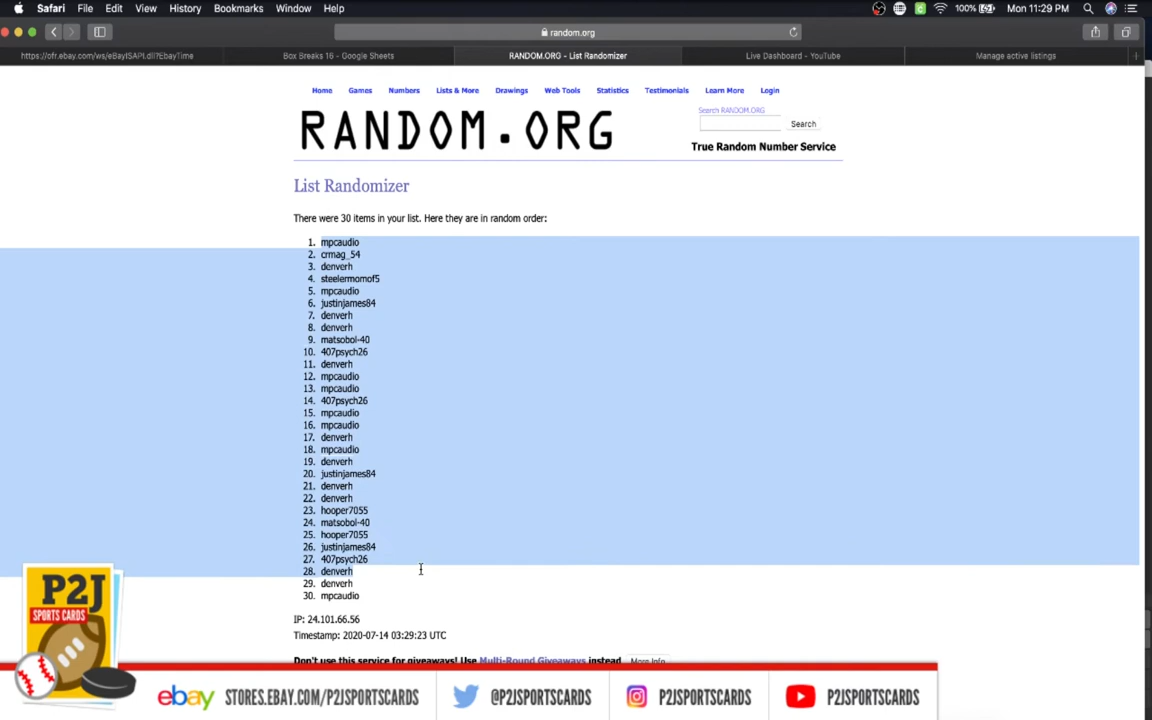 Safari File Edit View History Bookmarks Window Help 100% Mon 11:29 PM
random.org
https://ofr.ebay.com/ws/eBayISAPI.dll?EbayTime Box Breaks 16 - Google Sheets RANDOM.ORG - List Randomizer Live Dashboard - YouTube Manage active listings
Home Games Numbers Lists & More Drawings Web Tools Statistics Testimonials Learn More Login
Search RANDOM.ORG
RANDOM.ORG
Search
True Random Number Service
List Randomizer
There were 30 items in your list. Here they are in random order:
1. mpcaudio
2. crmag_54
3. denverh
4. steelermomof5
5. mpcaudio
6. justinjames84
7. denverh
8. denverh
9. matsobol-40
10. 407psych26
11. denverh
12. mpcaudio
13. mpcaudio
14. 407psych26
15. mpcaudio
16. mpcaudio
17. denverh
18. mpcaudio
19. denverh
20. justinjames84
21. denverh
22. denverh
23. hooper7055
24. matsobol-40
25. hooper7055
26. justinjames84
27. 407psych26
28. denverh
29. denverh
30. mpcaudio
IP: 24.101.66.56
Timestamp: 2020-07-14 03:29:23 UTC
Don't use this service for giveaways! Use Multi-Round Giveaways instead More Info
P2J
SPORTS CARDS
ebay STORES.EBAY.COM/P2JSPORTSCARDS @P2JSPORTSCARDS P2JSPORTSCARDS P2JSPORTSCARDS